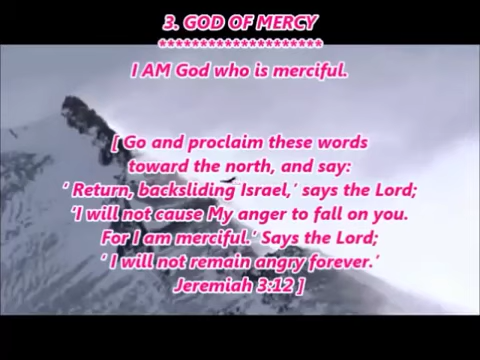 3. GOD OF MERCY
********************
I AM God who is merciful.
[ Go and proclaim these words
toward the north, and say:
‘ Return, backsliding Israel,’ says the Lord;
‘I will not cause My anger to fall on you.
For I am merciful.’ Says the Lord;
‘ I will not remain angry forever.’
Jeremiah 3:12 ]